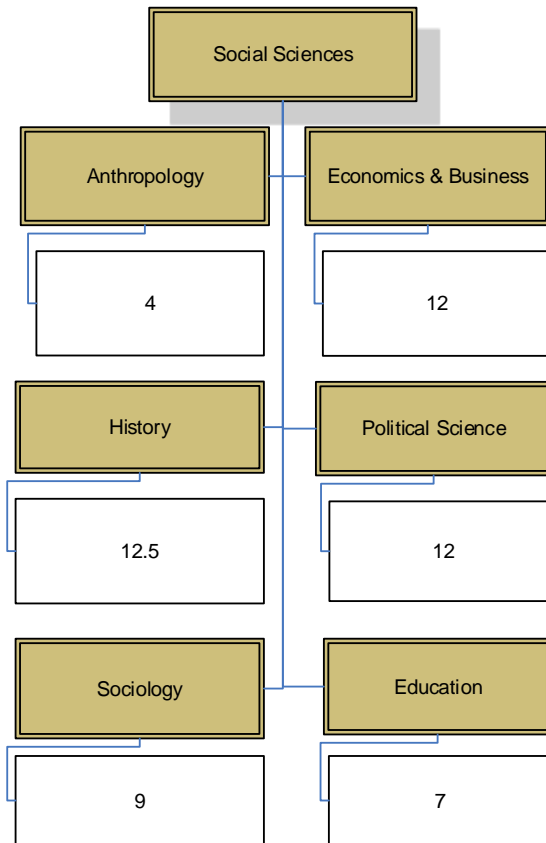 Social Sciences
Anthropology
Economics & Business
4
12
History
Political Science
12.5
12
Sociology
Education
9
7